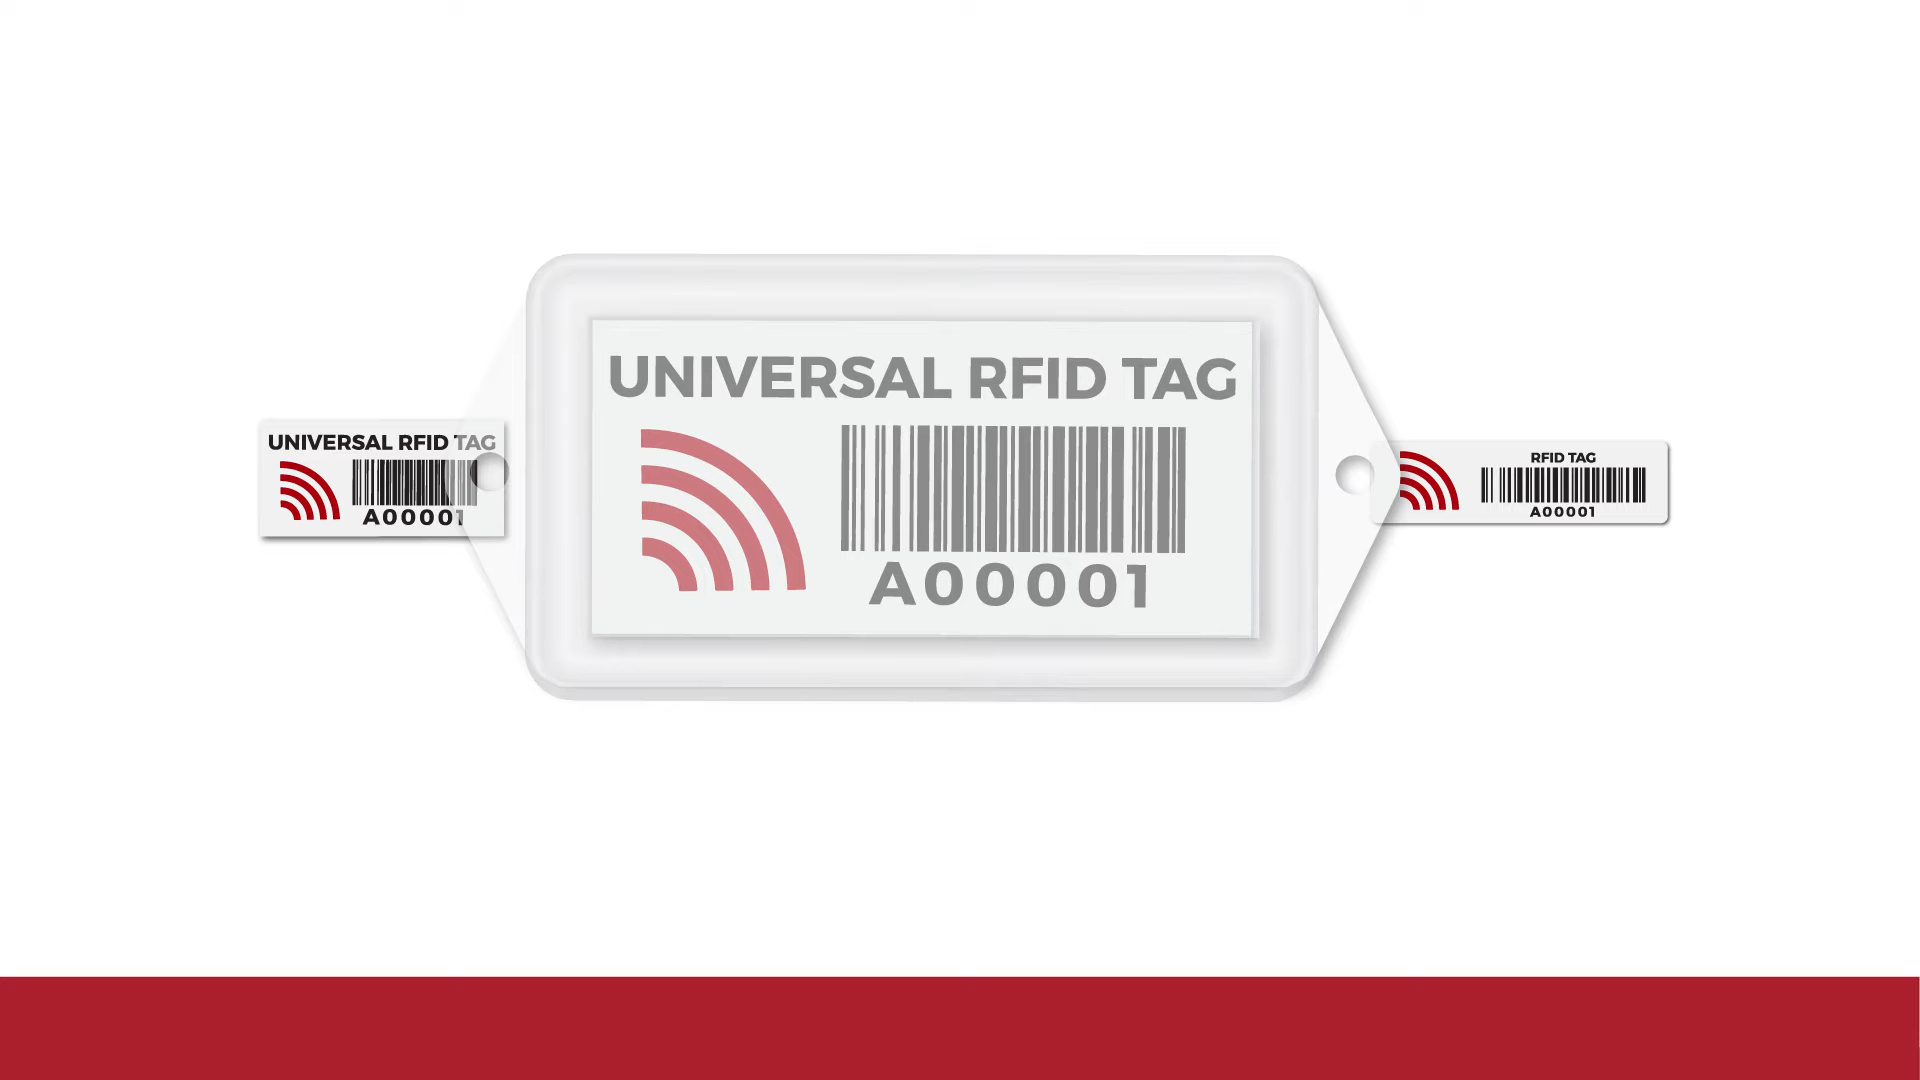 UNIVERSAL RFID TAG
A00001
UNIVERSAL RFID TAG
A00001
RFID TAG
A00001